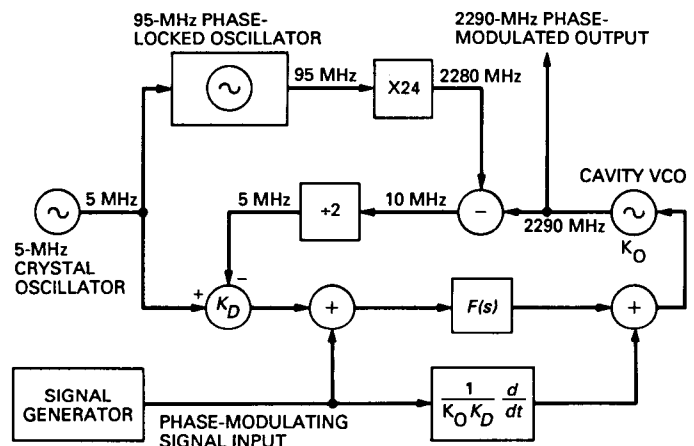 95-MHz PHASE-
LOCKED OSCILLATOR
2290-MHz PHASE-
MODULATED OUTPUT
95 MHz
X24
2280 MHz
CAVITY VCO
5 MHz
5 MHz
÷2
10 MHz
−
2290 MHz
K_O
5-MHz
CRYSTAL
OSCILLATOR
+
−
K_D
+
F(s)
+
SIGNAL
GENERATOR
PHASE-MODULATING
SIGNAL INPUT
1
K_O K_D
d
dt